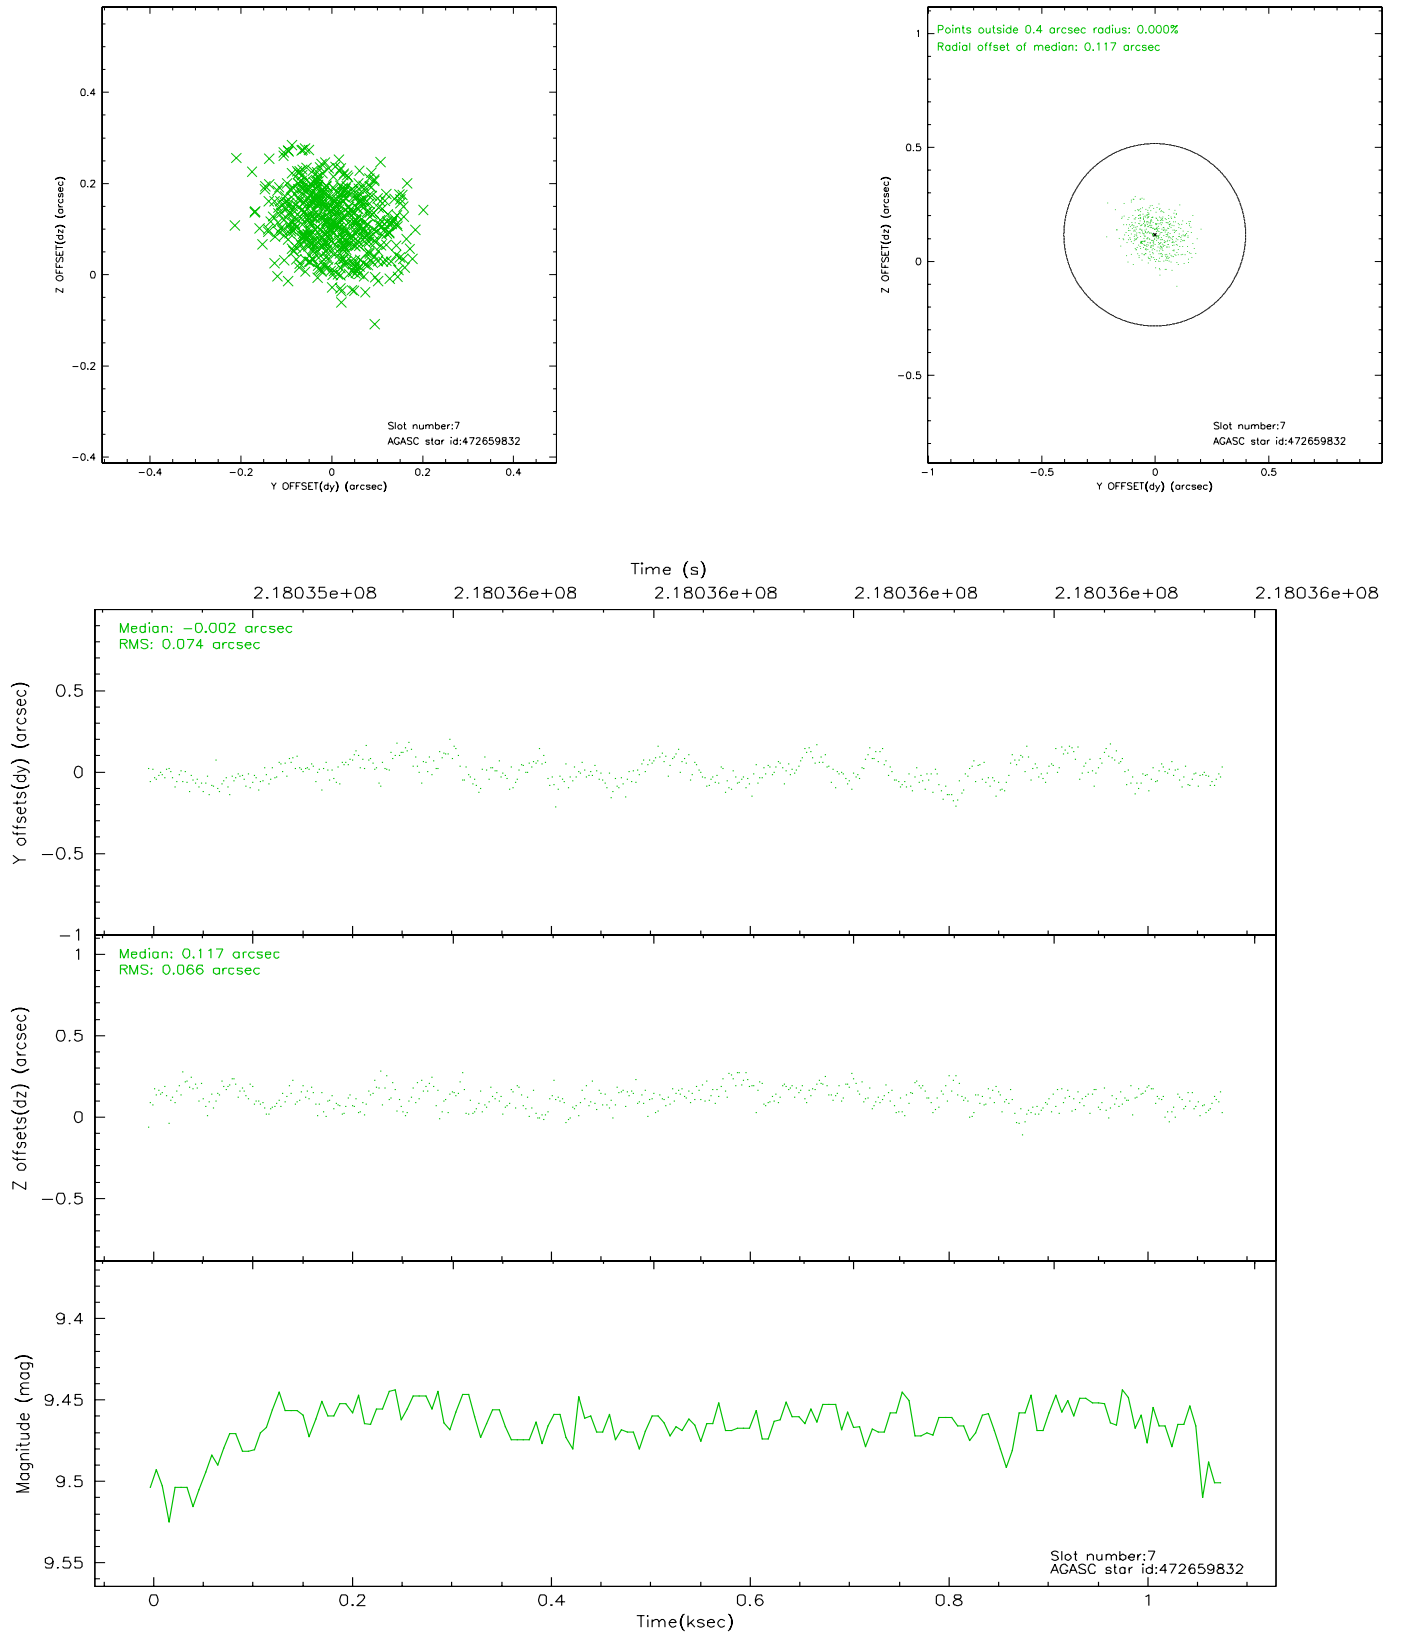 0.4
0.2
0
−0.2
−0.4
Z OFFSET(dz) (arcsec)
Slot number:7
AGASC star id:472659832
−0.4 −0.2 0 0.2 0.4
Y OFFSET(dy) (arcsec)
Points outside 0.4 arcsec radius: 0.000%
Radial offset of median: 0.117 arcsec
1
0.5
0
−0.5
Z OFFSET(dz) (arcsec)
Slot number:7
AGASC star id:472659832
−1 −0.5 0 0.5
Y OFFSET(dy) (arcsec)
Time (s)
2.18035e+08 2.18036e+08 2.18036e+08 2.18036e+08 2.18036e+08 2.18036e+08
Median: −0.002 arcsec
RMS: 0.074 arcsec
0.5
0
−0.5
−1
Y offsets(dy) (arcsec)
Median: 0.117 arcsec
RMS: 0.066 arcsec
1
0.5
0
−0.5
Z offsets(dz) (arcsec)
9.4
9.45
9.5
9.55
Magnitude (mag)
Slot number:7
AGASC star id:472659832
0 0.2 0.4 0.6 0.8 1
Time(ksec)